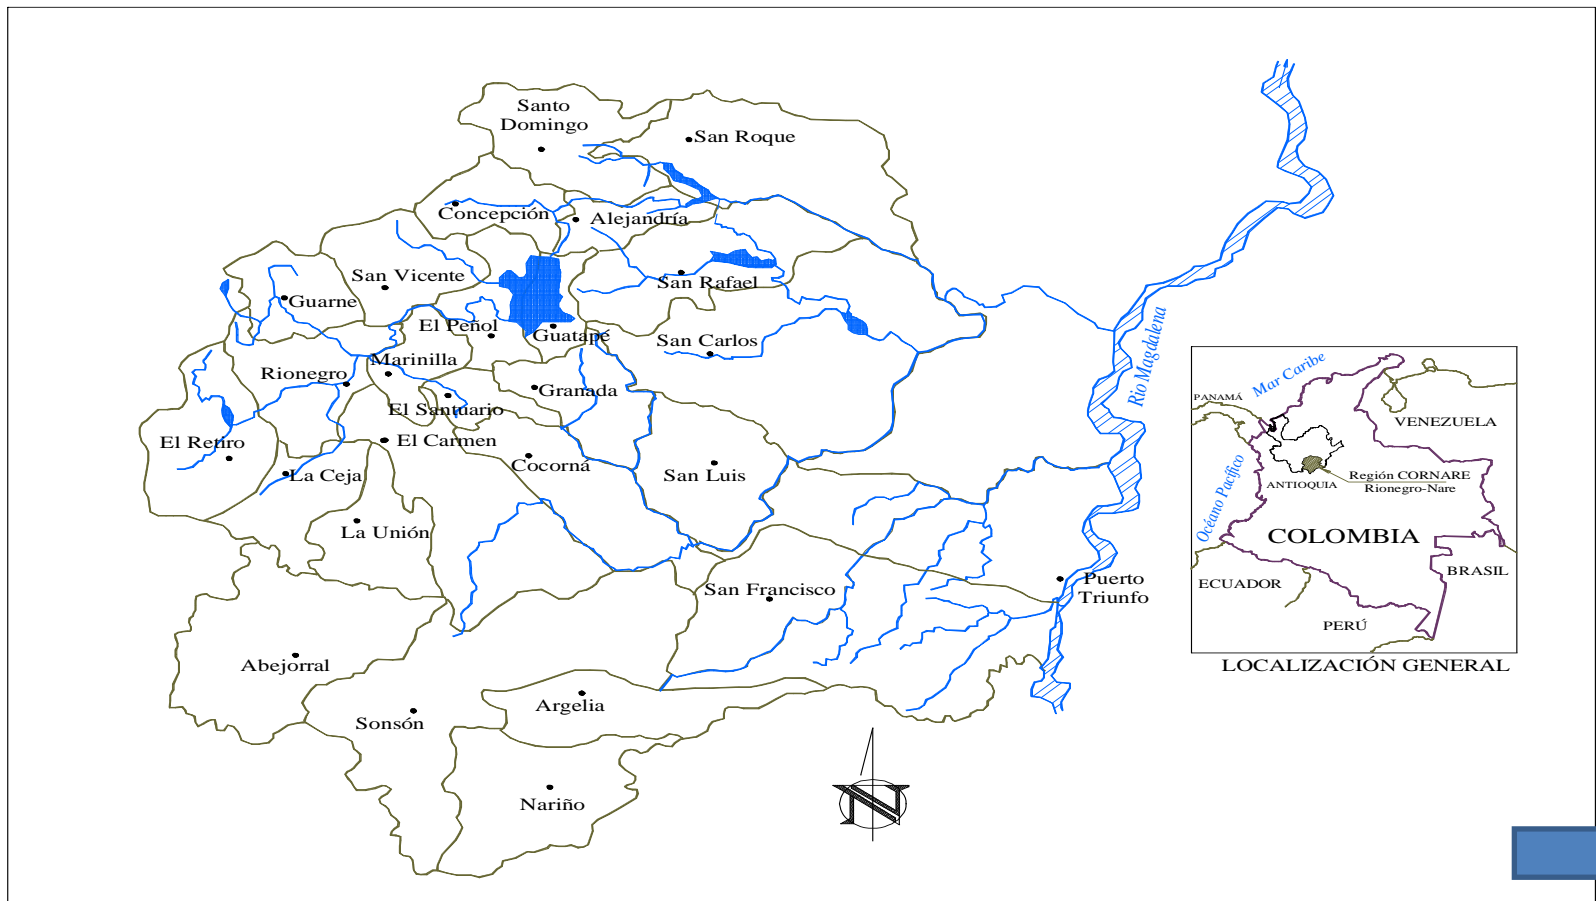 Santo
Domingo
San Roque
Concepción
Alejandría
San Vicente
San Rafael
Guarne
El Peñol
Guatapé
San Carlos
Marinilla
Rionegro
Granada
El Santuario
El Retiro
El Carmen
Cocorná
La Ceja
San Luis
La Unión
San Francisco
Puerto
Triunfo
Abejorral
Argelia
Sonsón
Nariño
Rio Magdalena
N
Mar Caribe
PANAMÁ
VENEZUELA
Océano Pacífico
Región CORNARE
Rionegro-Nare
ANTIOQUIA
COLOMBIA
BRASIL
ECUADOR
PERÚ
LOCALIZACIÓN GENERAL